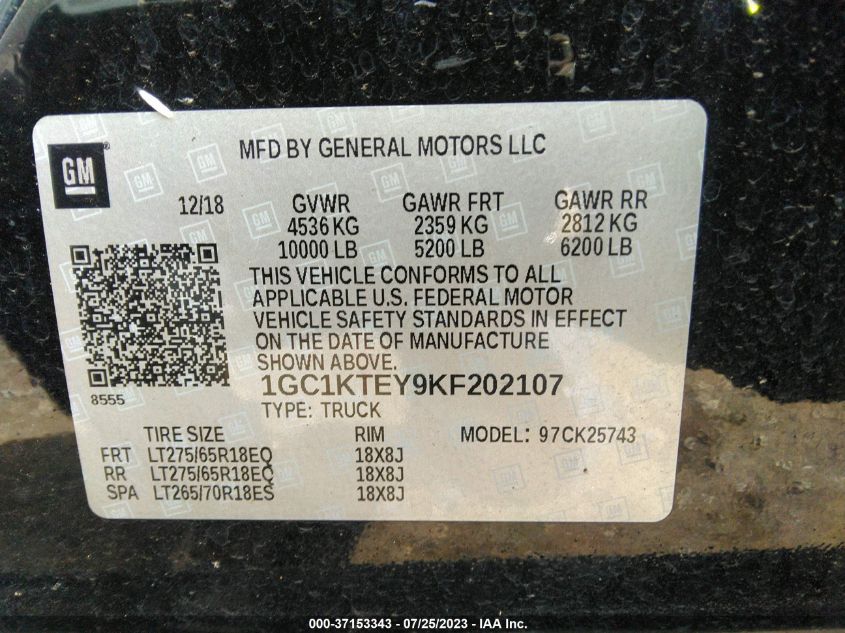 GM
MFD BY GENERAL MOTORS LLC
12/18 GVWR GAWR FRT GAWR RR
4536 KG 2359 KG 2812 KG
10000 LB 5200 LB 6200 LB
THIS VEHICLE CONFORMS TO ALL
APPLICABLE U.S. FEDERAL MOTOR
VEHICLE SAFETY STANDARDS IN EFFECT
ON THE DATE OF MANUFACTURE
SHOWN ABOVE.
8555
1GC1KTEY9KF202107
TYPE: TRUCK
TIRE SIZE RIM MODEL: 97CK25743
FRT LT275/65R18EQ 18X8J
RR LT275/65R18EQ 18X8J
SPA LT265/70R18ES 18X8J
000-37153343 / 07/25/2023 - IAA Inc.